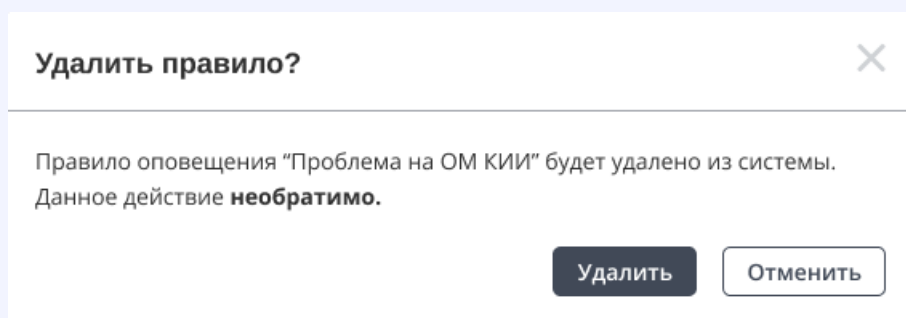 Удалить правило?
Правило оповещения “Проблема на ОМ КИИ” будет удалено из системы.
Данное действие необратимо.
Удалить
Отменить